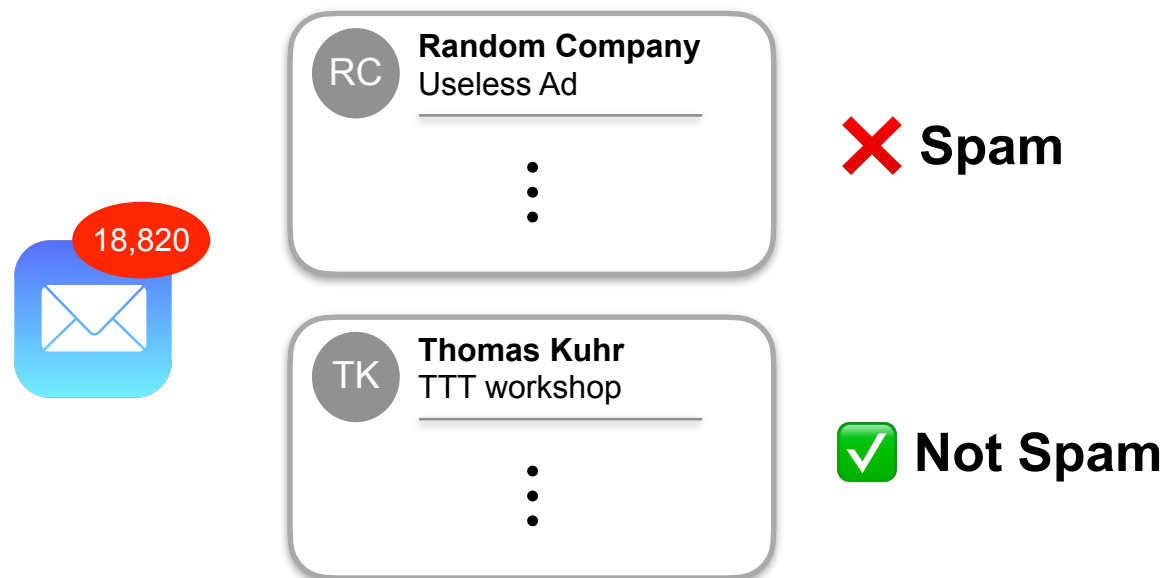 18,820
RC
Random Company
Useless Ad
Spam
TK
Thomas Kuhr
TTT workshop
Not Spam